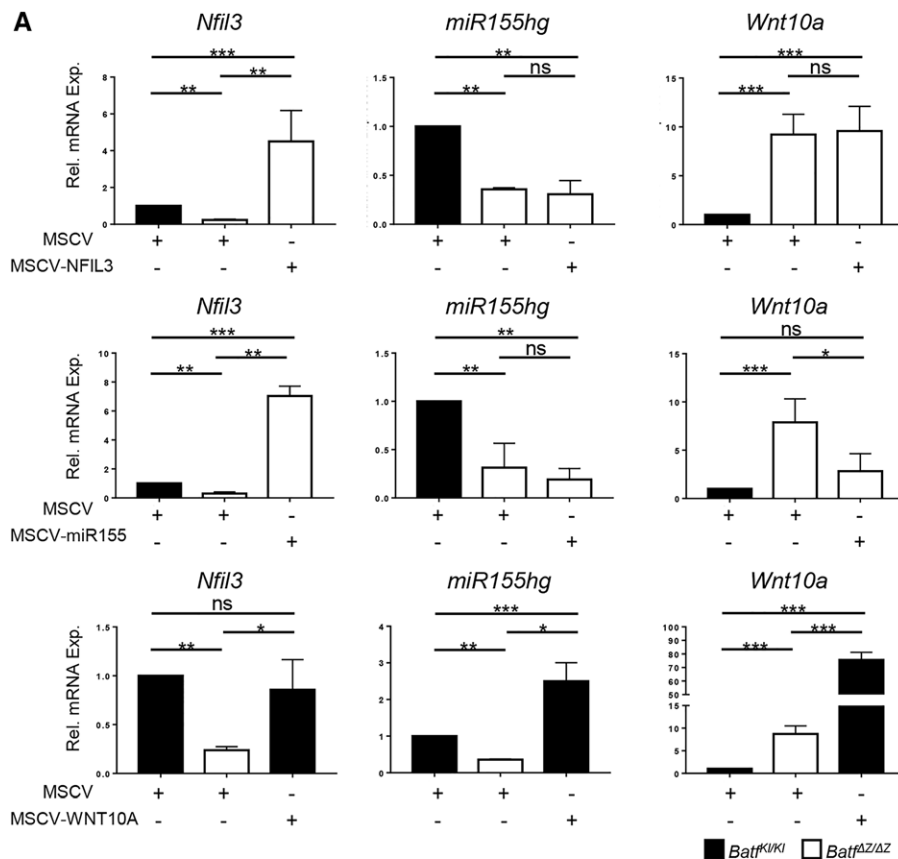 A
Nfil3 miR155hg Wnt10a
*** ** ***
** ** ** ns *** ns
Rel. mRNA Exp.
8 1.5 15
6 1.0 10
4
2 0.5 5
0 0.0 0
MSCV + + - + + - + + -
MSCV-NFIL3 - - + - - + - - +
Nfil3 miR155hg Wnt10a
*** ** ns
** ** ** ns *** *
Rel. mRNA Exp.
10 1.5 15
8
6 1.0 10
4 0.5 5
2
0 0.0 0
MSCV + + - + + - + + -
MSCV-miR155 - - + - - + - - +
Nfil3 miR155hg Wnt10a
ns *** ***
** * ** * *** ***
Rel. mRNA Exp.
1.5 4 100
90
80
1.0 3 70
60
2 50
15
0.5 1 10
5
0.0 0 0
MSCV + + - + + - + + -
MSCV-WNT10A - - + - - + - - +
Batf^KI/KI Batf^ΔZ/ΔZ